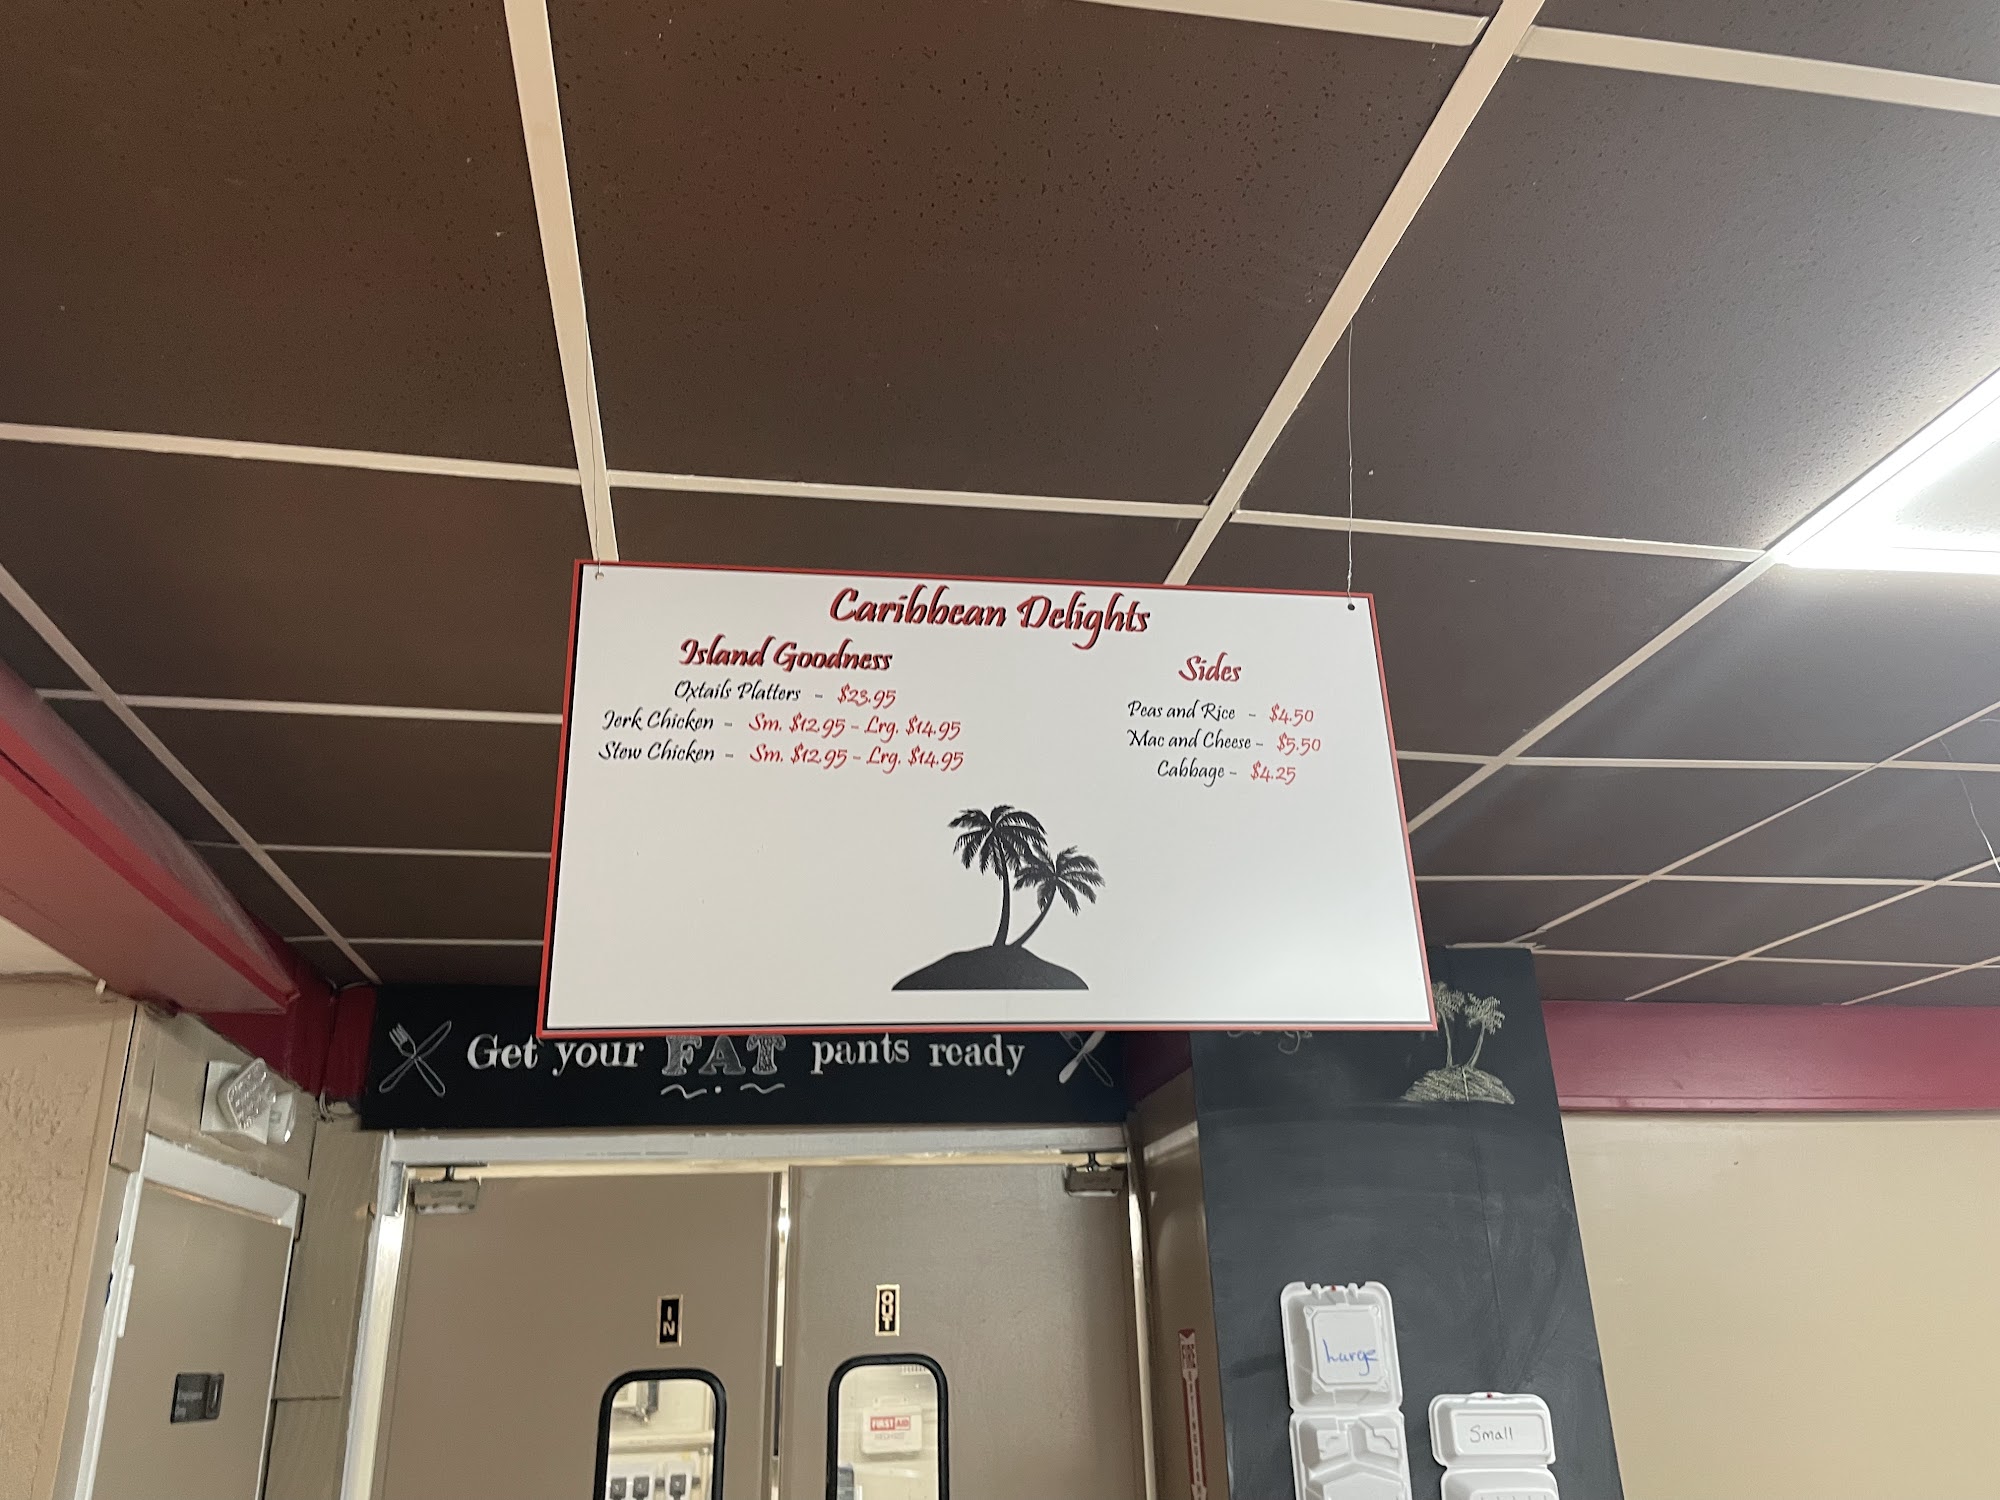 Caribbean Delights
Island Goodness
Oxtails Platters - $23.95
Jerk Chicken - Sm. $12.95 - Lrg. $14.95
Stew Chicken - Sm. $12.95 - Lrg. $14.95
Sides
Peas and Rice - $4.50
Mac and Cheese - $5.50
Cabbage - $4.25
Get your FAT pants ready
IN
OUT
FIRST AID
FIRE EXTINGUISHER
Large
Small